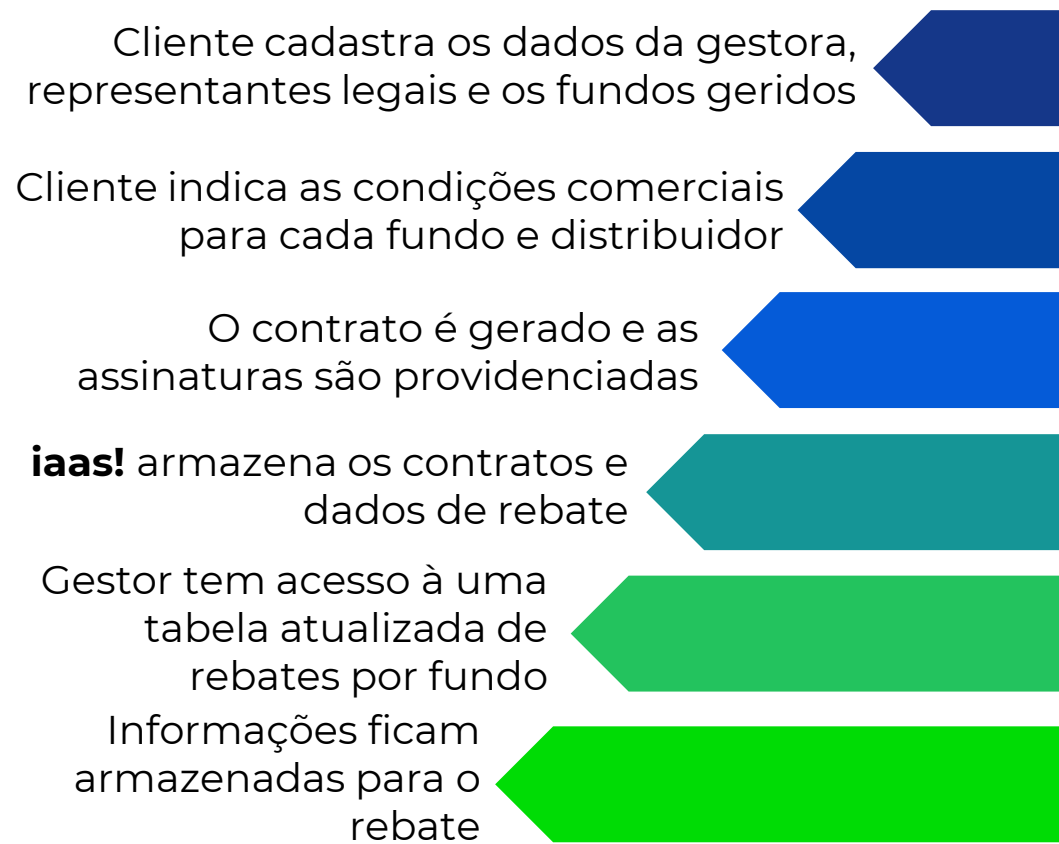 Cliente cadastra os dados da gestora,
representantes legais e os fundos geridos
Cliente indica as condições comerciais
para cada fundo e distribuidor
O contrato é gerado e as
assinaturas são providenciadas
iaas! armazena os contratos e
dados de rebate
Gestor tem acesso à uma
tabela atualizada de
rebates por fundo
Informações ficam
armazenadas para o
rebate